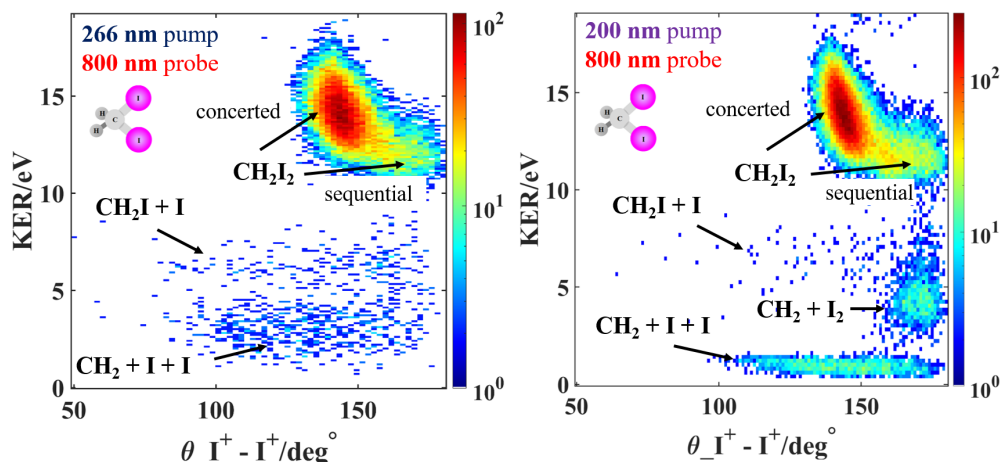 266 nm pump
800 nm probe
H
H
C
I
I
concerted
CH₂I₂
sequential
CH₂I + I
CH₂ + I + I
KER/eV
15
10
5
0
50
100
150
θ I⁺ - I⁺/deg°
10²
10¹
10⁰
200 nm pump
800 nm probe
H
H
C
I
I
concerted
CH₂I₂
sequential
CH₂I + I
CH₂ + I₂
CH₂ + I + I
KER/eV
15
10
5
0
50
100
150
θ_I⁺ - I⁺/deg°
10²
10¹
10⁰